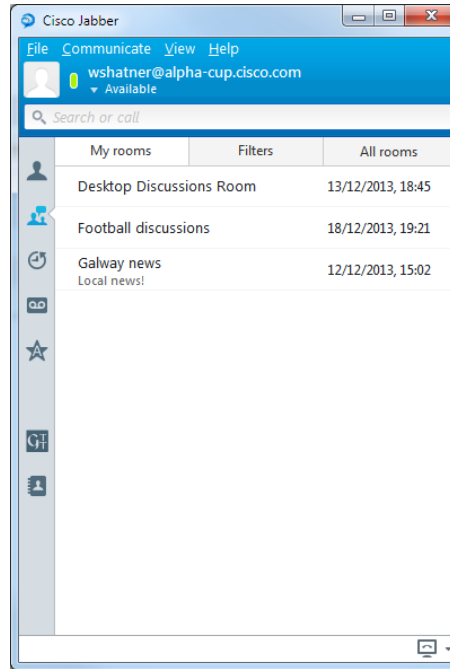 Cisco Jabber
File Communicate View Help
wshatner@alpha-cup.cisco.com
Available
Search or call
My rooms Filters All rooms
Desktop Discussions Room 13/12/2013, 18:45
Football discussions 18/12/2013, 19:21
Galway news 12/12/2013, 15:02
Local news!